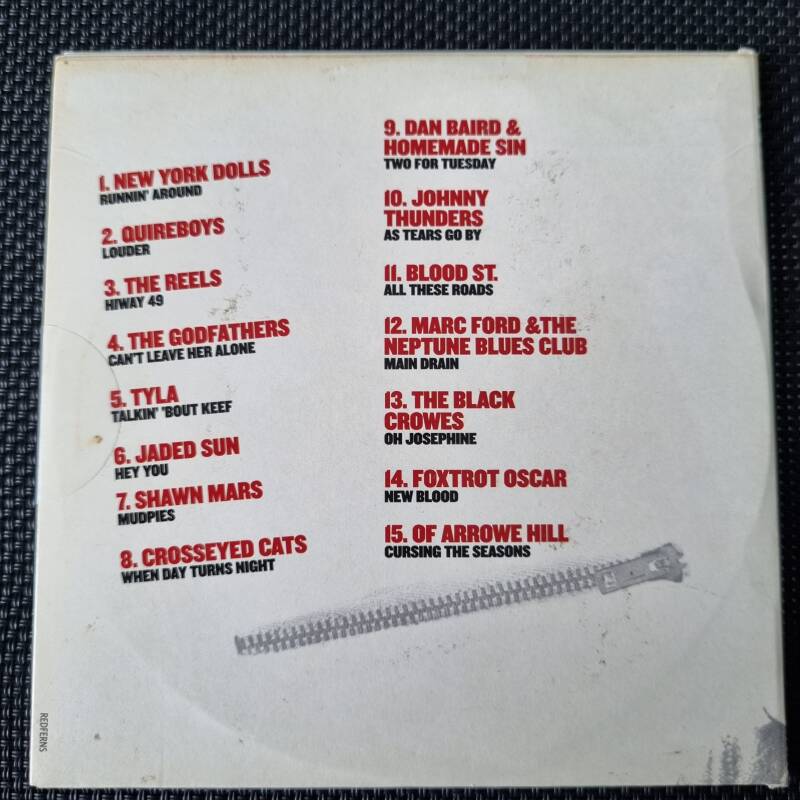 1. NEW YORK DOLLS
RUNNIN' AROUND
2. QUIREBOYS
LOUDER
3. THE REELS
HIWAY 49
4. THE GODFATHERS
CAN'T LEAVE HER ALONE
5. TYLA
TALKIN' 'BOUT KEEF
6. JADED SUN
HEY YOU
7. SHAWN MARS
MUDPIES
8. CROSSEYED CATS
WHEN DAY TURNS NIGHT
9. DAN BAIRD &
HOMEMADE SIN
TWO FOR TUESDAY
10. JOHNNY
THUNDERS
AS TEARS GO BY
11. BLOOD ST.
ALL THESE ROADS
12. MARC FORD &THE
NEPTUNE BLUES CLUB
MAIN DRAIN
13. THE BLACK
CROWES
OH JOSEPHINE
14. FOXTROT OSCAR
NEW BLOOD
15. OF ARROWE HILL
CURSING THE SEASONS
REDFERNS